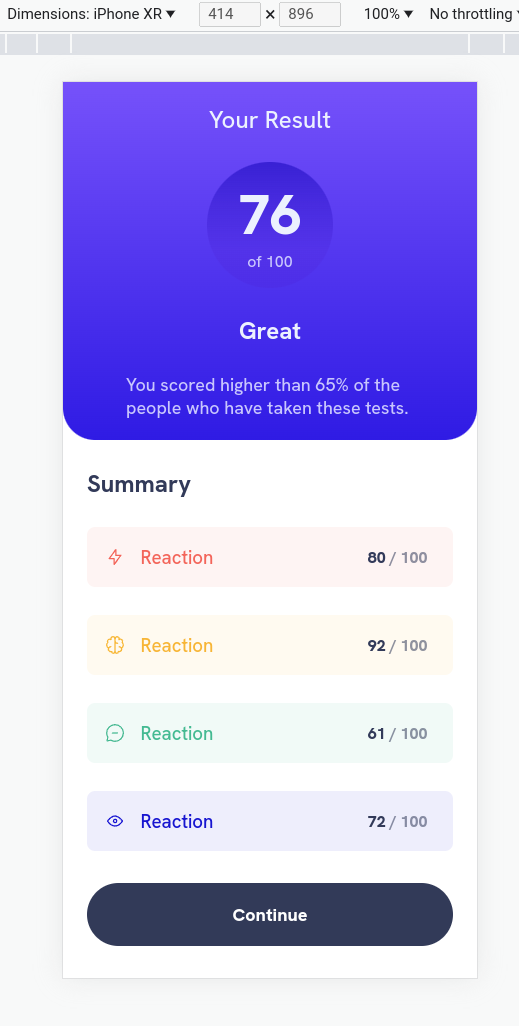 Dimensions: iPhone XR ▼ 414 × 896 100% ▼ No throttling
Your Result
76
of 100
Great
You scored higher than 65% of the
people who have taken these tests.
Summary
Reaction 80 / 100
Reaction 92 / 100
Reaction 61 / 100
Reaction 72 / 100
Continue